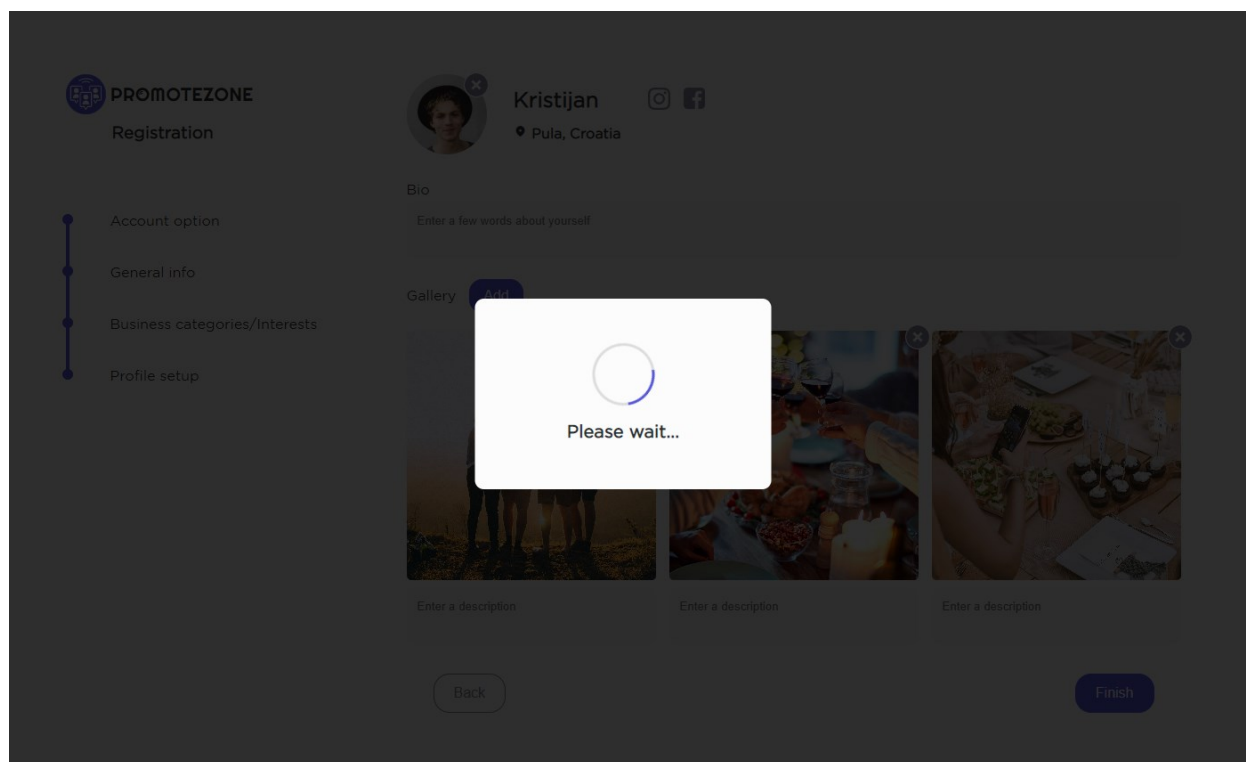 PROMOTEZONE
Registration
Account option
General info
Business categories/Interests
Profile setup
Kristijan
Pula, Croatia
Bio
Enter a few words about yourself
Gallery
Add
Please wait...
Enter a description
Enter a description
Enter a description
Back
Finish